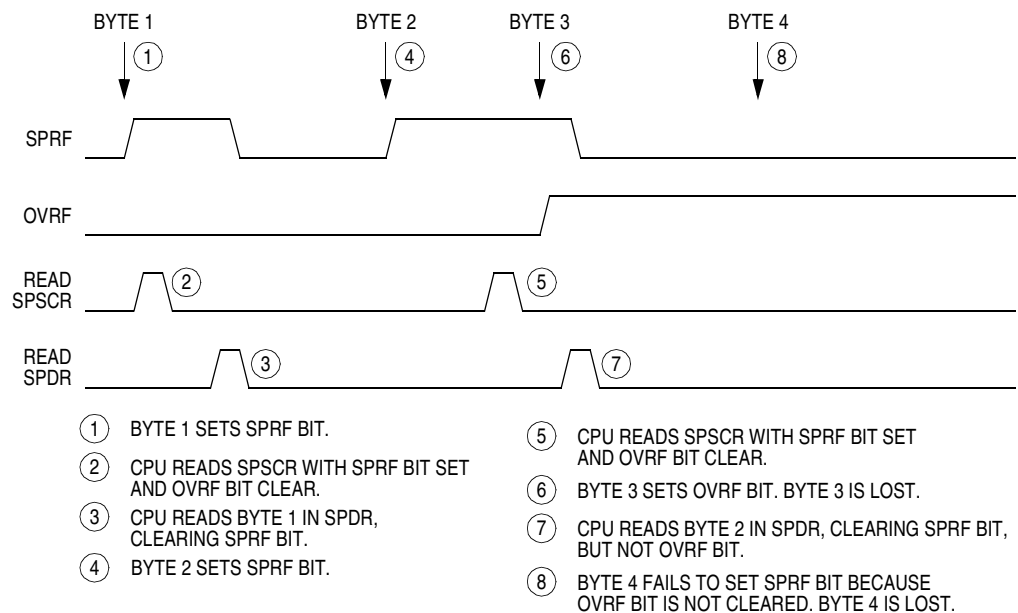 BYTE 1 BYTE 2 BYTE 3 BYTE 4
1 4 6 8
SPRF
OVRF
READ
SPSCR
2 5
READ
SPDR
3 7
1 BYTE 1 SETS SPRF BIT.
2 CPU READS SPSCR WITH SPRF BIT SET
AND OVRF BIT CLEAR.
3 CPU READS BYTE 1 IN SPDR,
CLEARING SPRF BIT.
4 BYTE 2 SETS SPRF BIT.
5 CPU READS SPSCR WITH SPRF BIT SET
AND OVRF BIT CLEAR.
6 BYTE 3 SETS OVRF BIT. BYTE 3 IS LOST.
7 CPU READS BYTE 2 IN SPDR, CLEARING SPRF BIT,
BUT NOT OVRF BIT.
8 BYTE 4 FAILS TO SET SPRF BIT BECAUSE
OVRF BIT IS NOT CLEARED. BYTE 4 IS LOST.